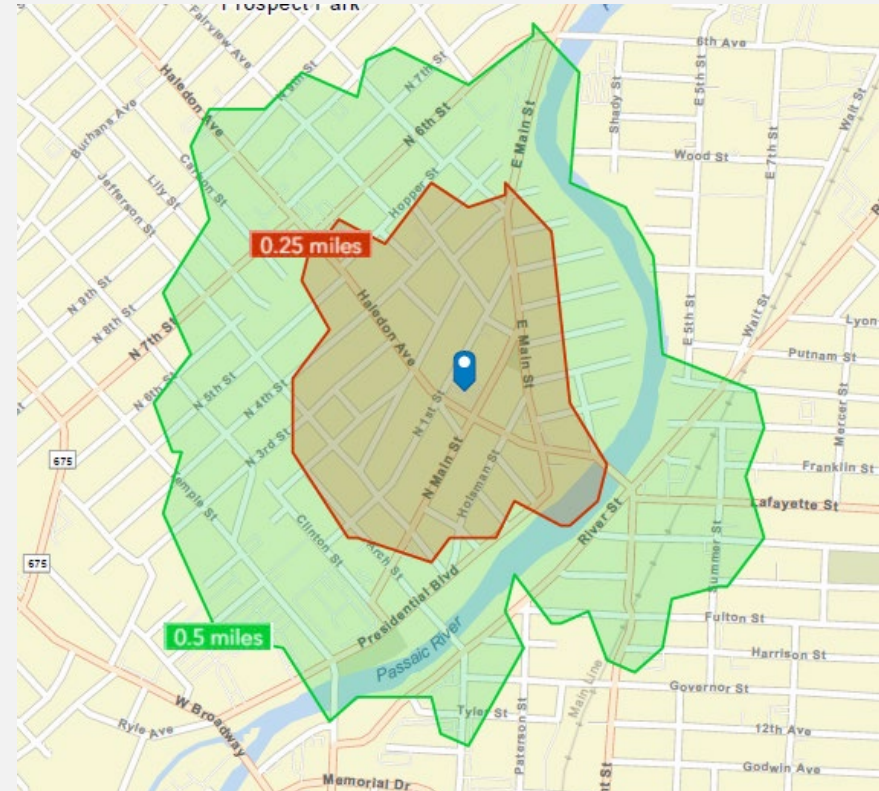 Prospect Park
Fairview Ave
N 9th St
N 7th St
6th Ave
E 5th St
Shady St
Haledon Ave
Burhans Ave
N 6th St
E Main St
Wait St
E 7th St
Wood St
Carbon St
Lily St
Jefferson St
Hopper St
0.25 miles
N 9th St
N 8th St
N 7th St
Haledon Ave
E Main St
E 5th St
Wait St
Lyon
Putnam St
Mercer St
N 6th St
N 5th St
N 4th St
N 1st St
N 3rd St
N Main St
Holsman St
675
Franklin St
Lafayette St
Temple St
River St
Clinton St
Arch St
Summer St
675
Presidential Blvd
Fulton St
0.5 miles
Passaic River
Harrison St
Main Line
Governor St
W Broadway
Ryle Ave
Tyler St
Paterson St
12th Ave
Godwin Ave
Memorial Dr